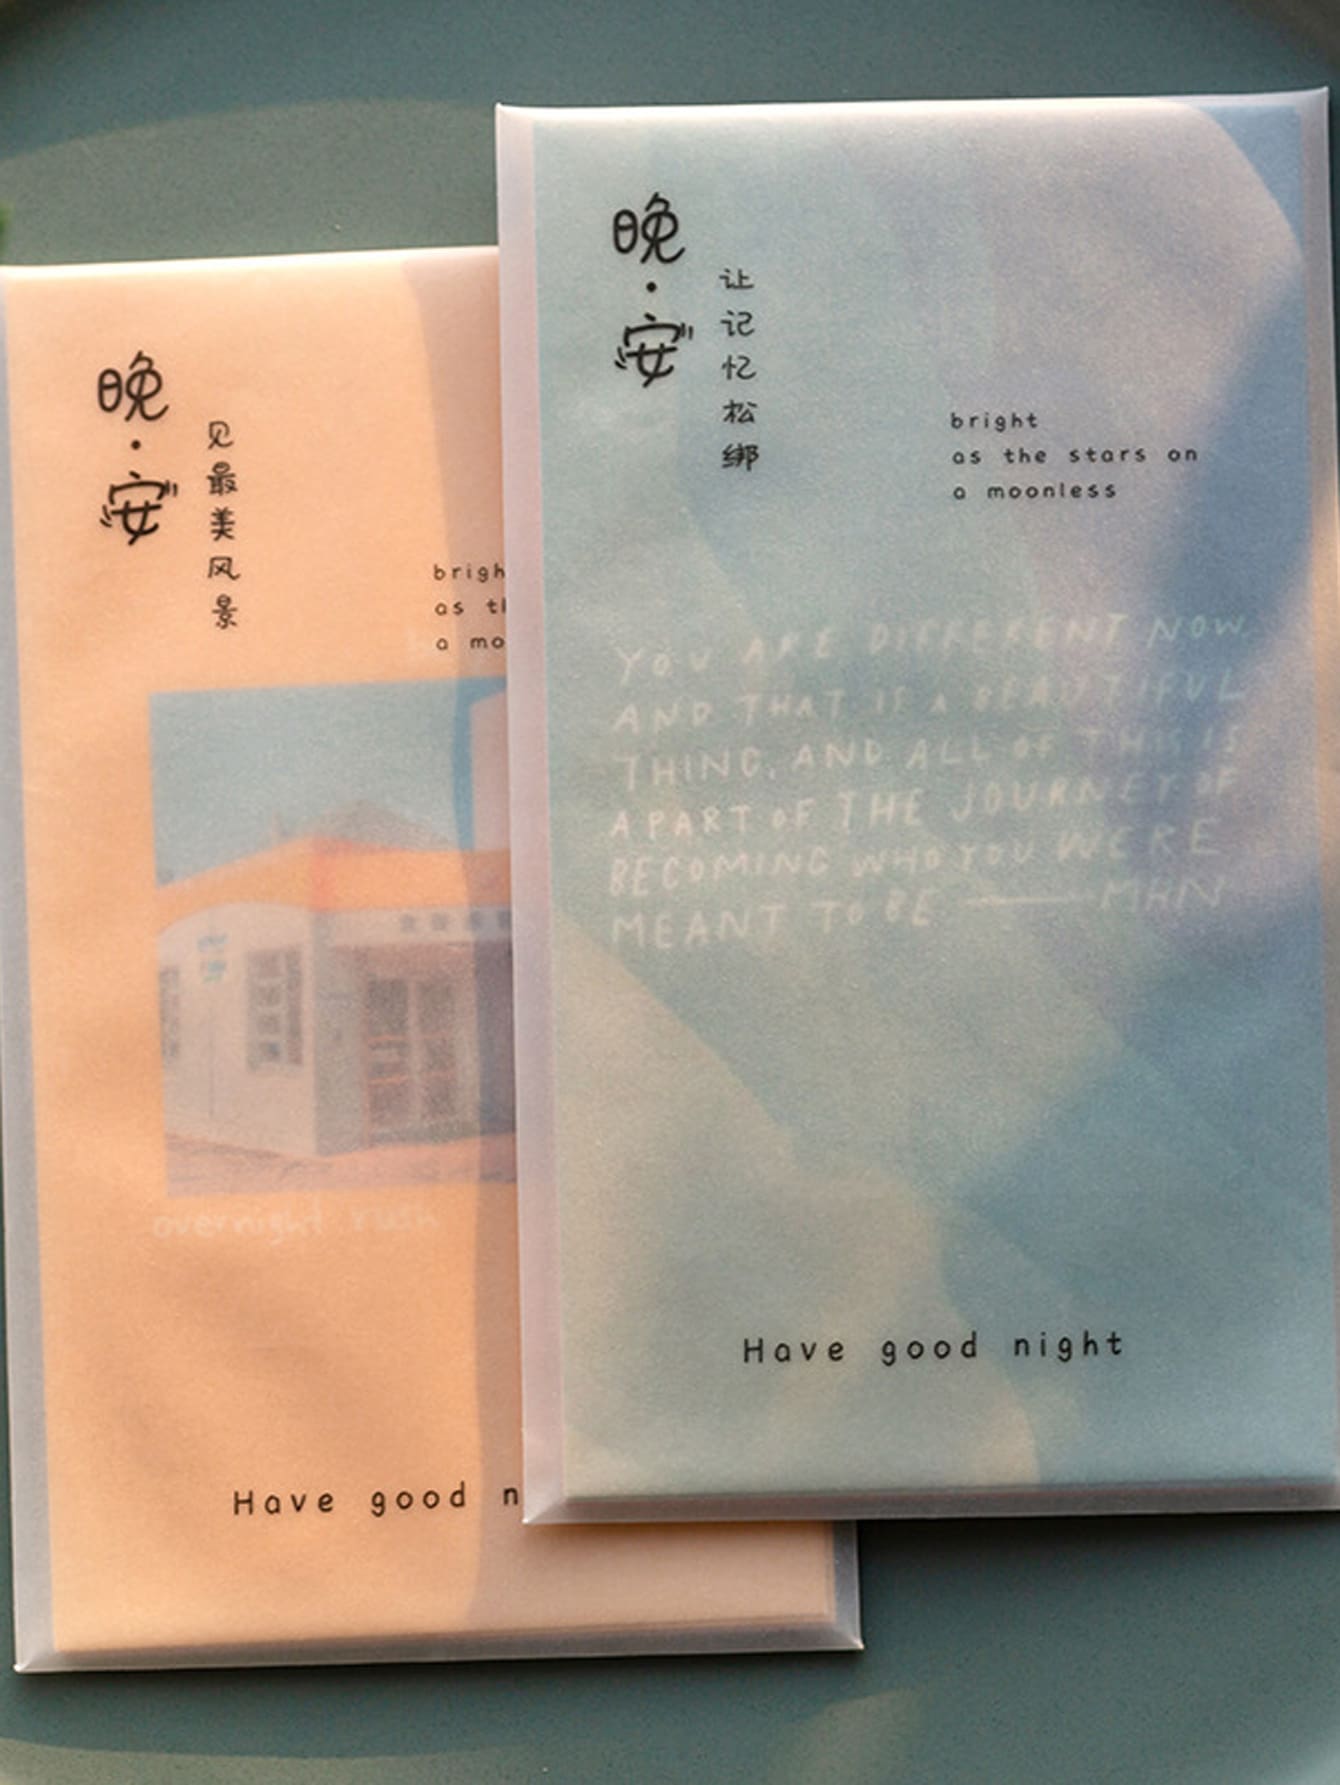 晚·安
见最美风景
brigh
as t
a mo
overnight rush
Have good n
晚·安
让记忆松绑
bright
as the stars on
a moonless
YOU ARE DIFFERENT NOW,
AND THAT IS A BEAUTIFUL
THING, AND ALL OF THIS IS
A PART OF THE JOURNEY OF
BECOMING WHO YOU WERE
MEANT TO BE —— MHN
Have good night